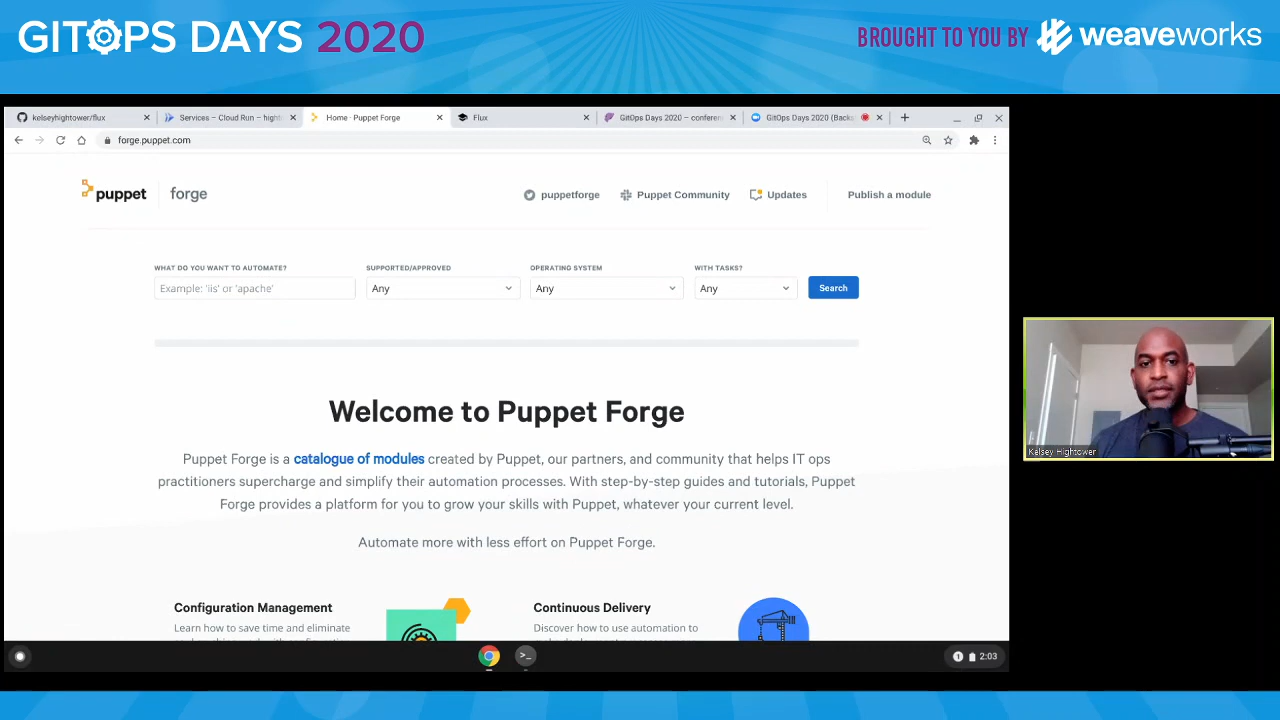 GITOPS DAYS 2020
BROUGHT TO YOU BY weaveworks
kelseyhightower/flux
Services – Cloud Run – high
Home · Puppet Forge
Flux
GitOps Days 2020 – conferen
GitOps Days 2020 (Back
forge.puppet.com
puppet forge
puppetforge
Puppet Community
Updates
Publish a module
WHAT DO YOU WANT TO AUTOMATE?
SUPPORTED/APPROVED
OPERATING SYSTEM
WITH TASKS?
Example: 'iis' or 'apache'
Any
Any
Any
Search
Welcome to Puppet Forge
Puppet Forge is a catalogue of modules created by Puppet, our partners, and community that helps IT ops
practitioners supercharge and simplify their automation processes. With step-by-step guides and tutorials, Puppet
Forge provides a platform for you to grow your skills with Puppet, whatever your current level.
Automate more with less effort on Puppet Forge.
Configuration Management
Learn how to save time and eliminate
Continuous Delivery
Discover how to use automation to
Kelsey Hightower
1
2:03